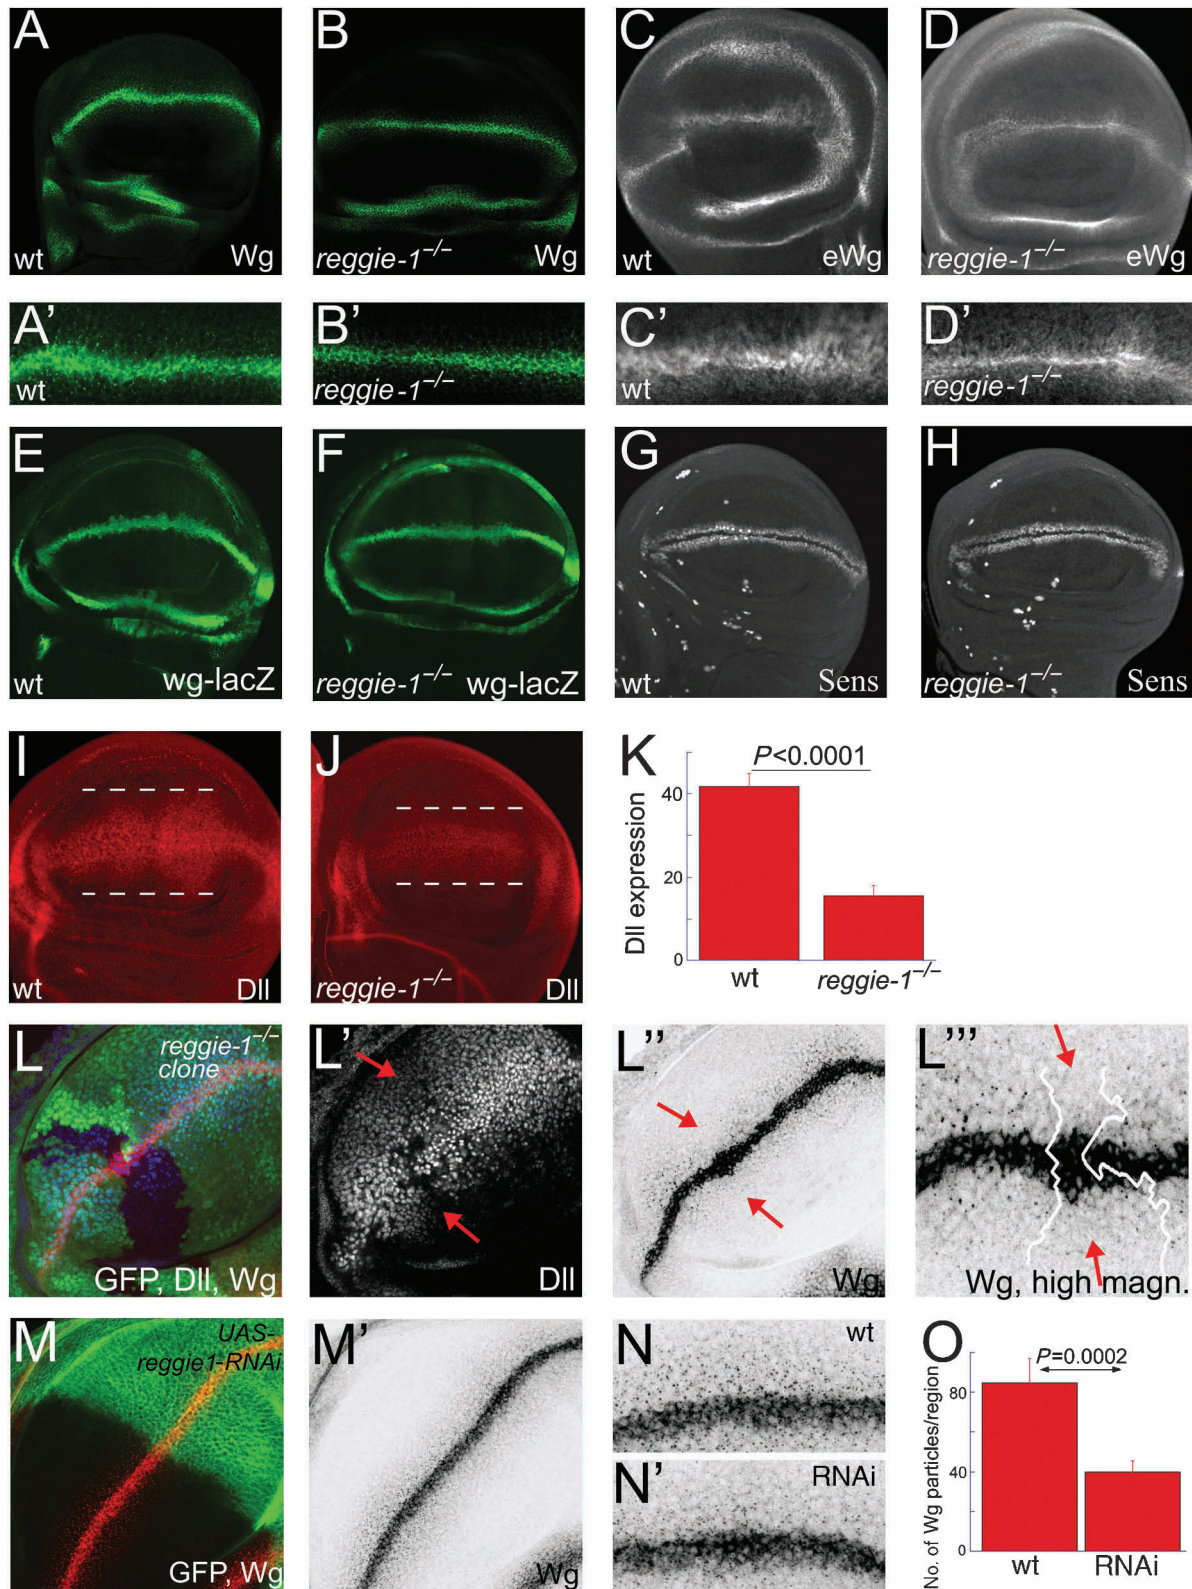 A
wt
Wg
B
reggie-1−/−
Wg
C
wt
eWg
D
reggie-1−/−
eWg
A’
wt
B’
reggie-1−/−
C’
wt
D’
reggie-1−/−
E
wt
wg-lacZ
F
reggie-1−/−
wg-lacZ
G
wt
Sens
H
reggie-1−/−
Sens
I
wt
Dll
J
reggie-1−/−
Dll
K
P<0.0001
Dll expression
40
20
0
wt
reggie-1−/−
L
reggie-1−/−
clone
GFP, Dll, Wg
L’
Dll
L’’
Wg
L’’’
Wg, high magn.
M
UAS-
reggie1-RNAi
GFP, Wg
M’
Wg
N
wt
N’
RNAi
O
P=0.0002
No. of Wg particles/region
80
40
0
wt
RNAi